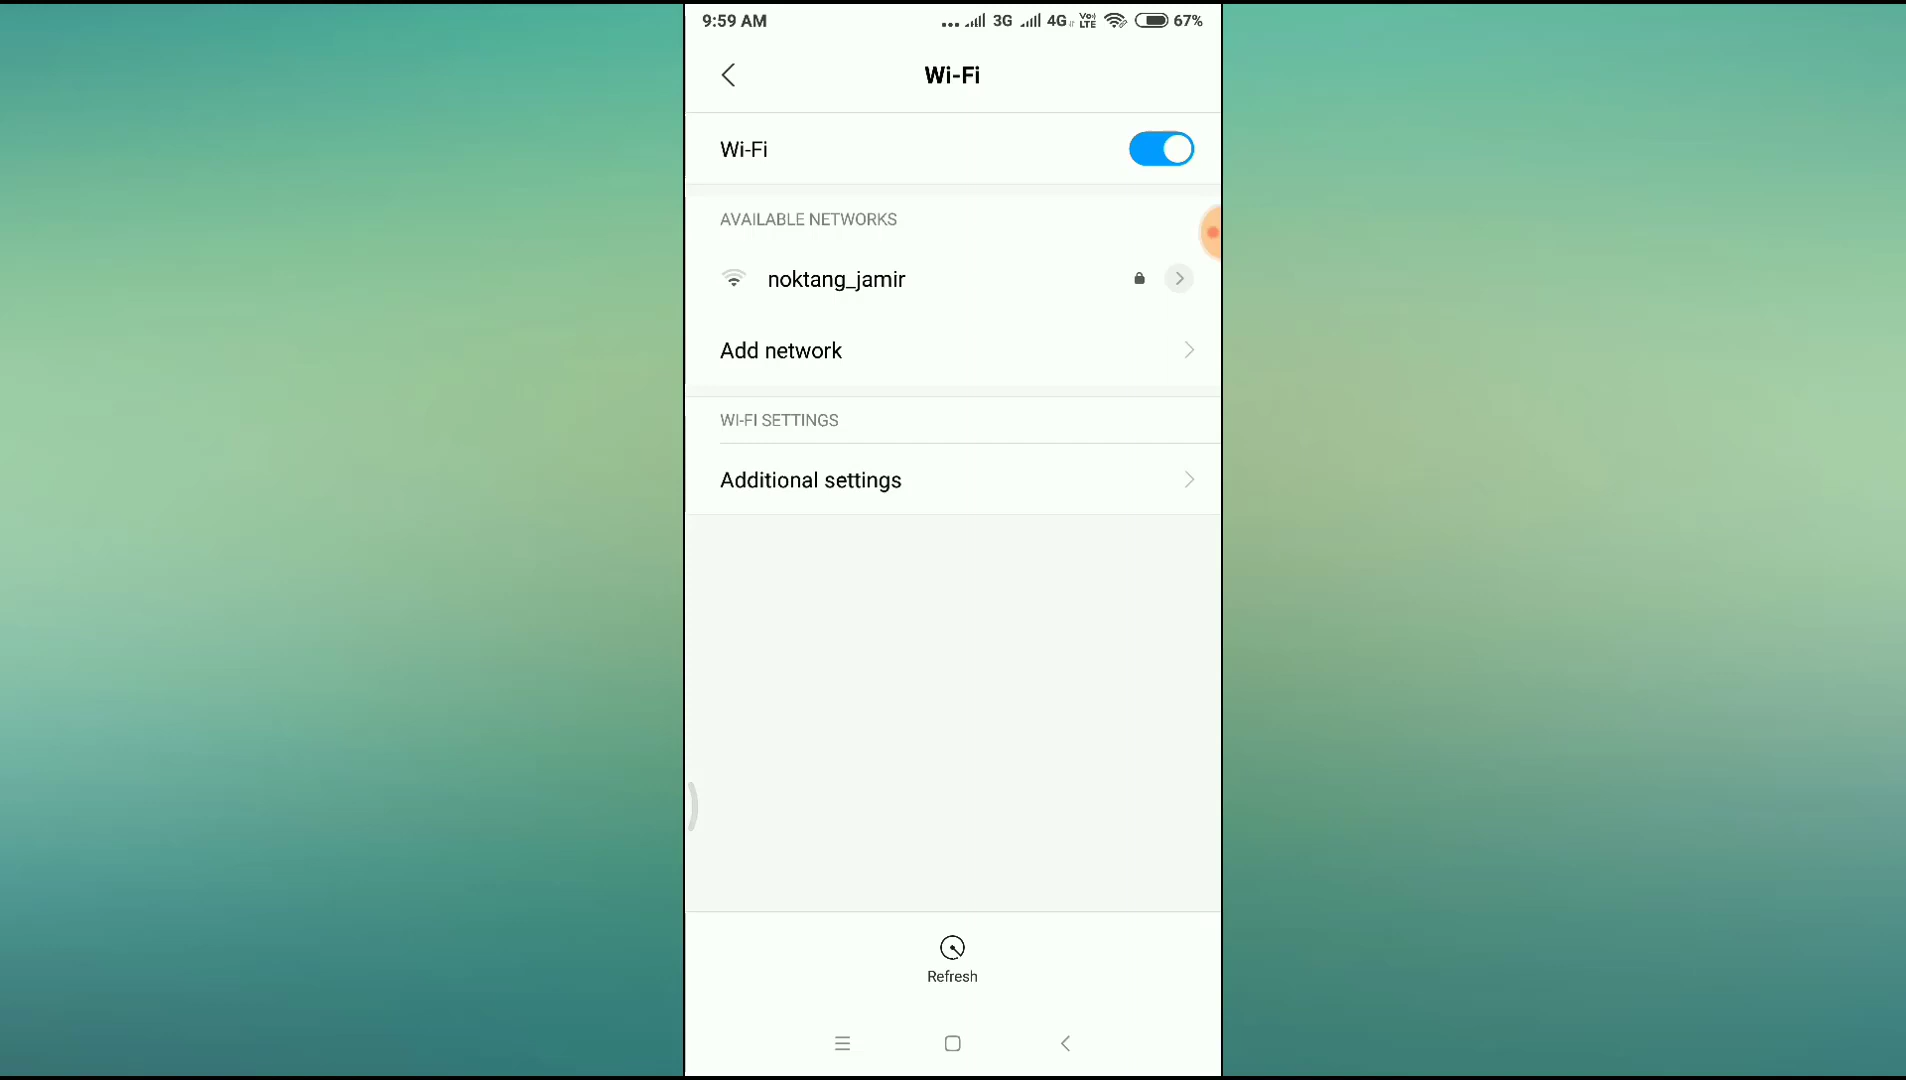 9:59 AM ... 3G 4G Vo)) LTE 67%
Wi-Fi
Wi-Fi
AVAILABLE NETWORKS
noktang_jamir
Add network
WI-FI SETTINGS
Additional settings
Refresh